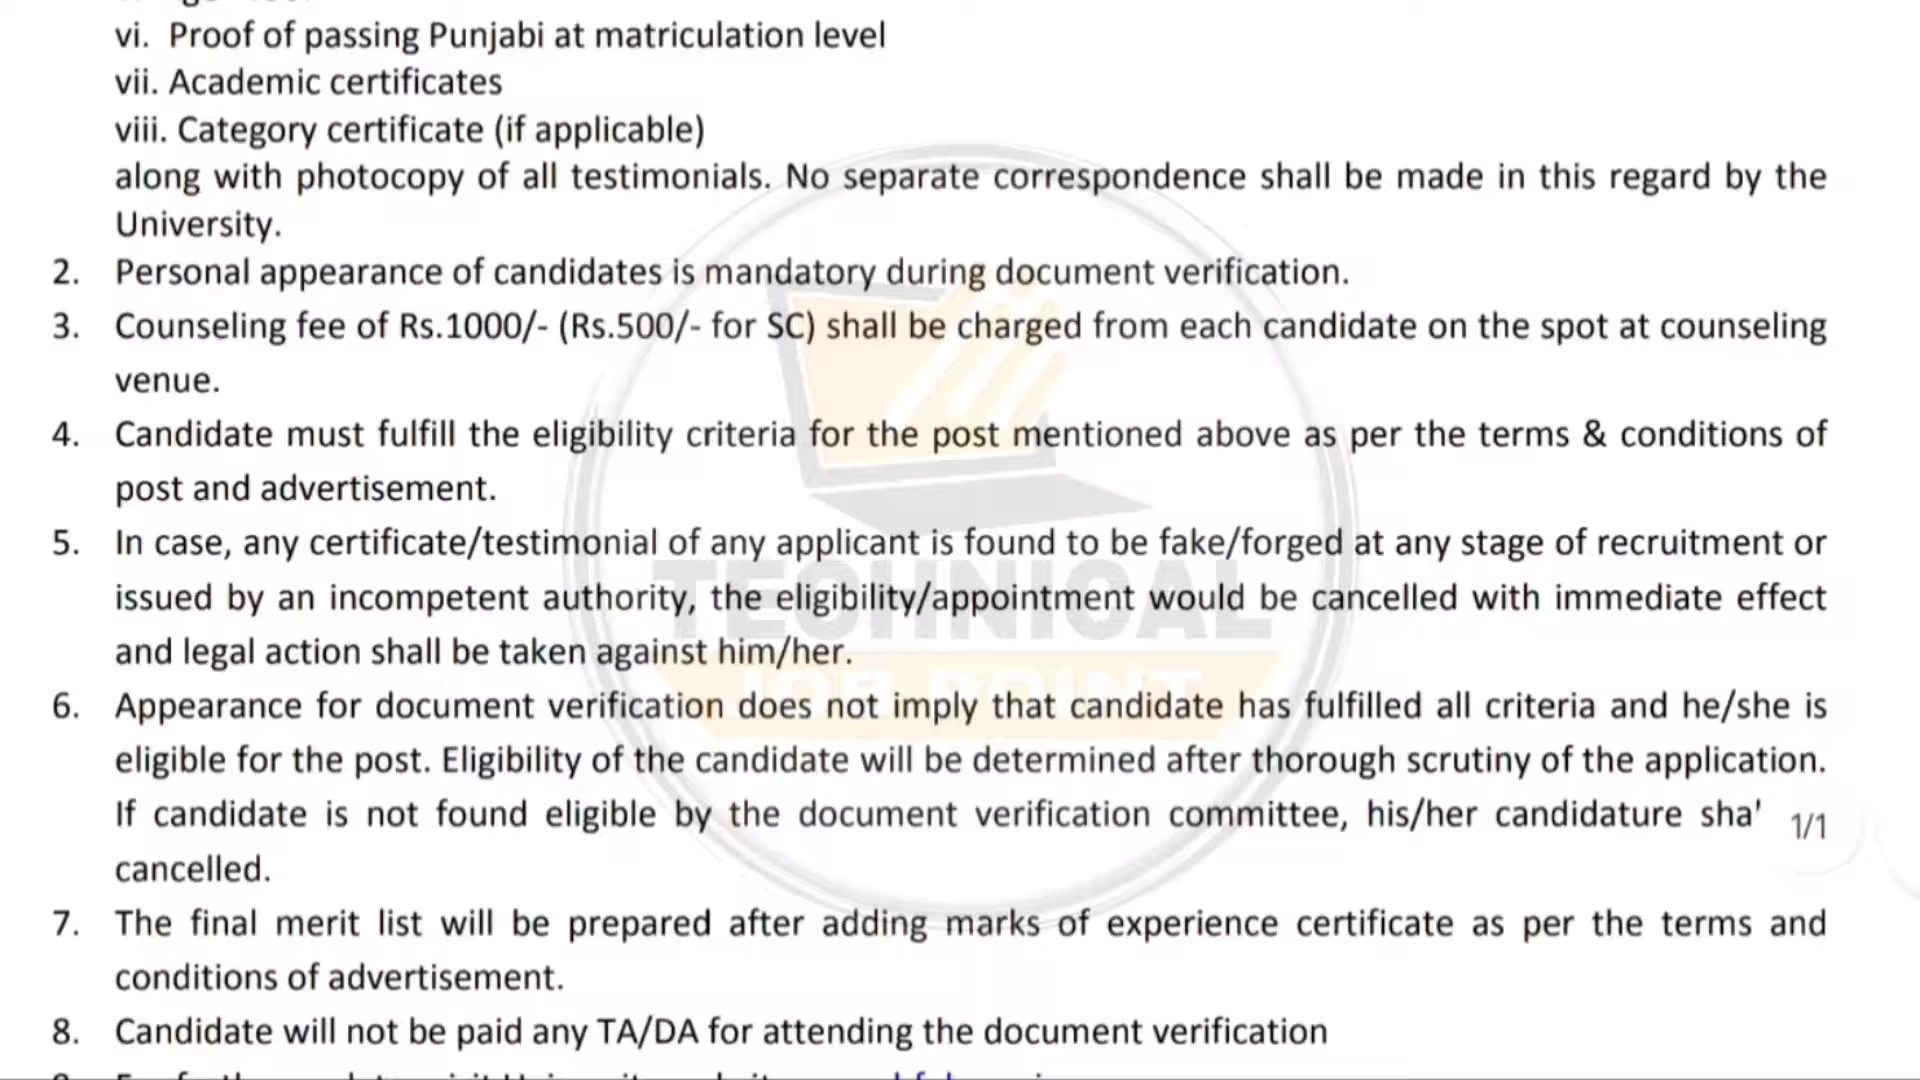 vi. Proof of passing Punjabi at matriculation level
vii. Academic certificates
viii. Category certificate (if applicable)
along with photocopy of all testimonials. No separate correspondence shall be made in this regard by the
University.
2. Personal appearance of candidates is mandatory during document verification.
3. Counseling fee of Rs.1000/- (Rs.500/- for SC) shall be charged from each candidate on the spot at counseling
venue.
4. Candidate must fulfill the eligibility criteria for the post mentioned above as per the terms & conditions of
post and advertisement.
5. In case, any certificate/testimonial of any applicant is found to be fake/forged at any stage of recruitment or
issued by an incompetent authority, the eligibility/appointment would be cancelled with immediate effect
and legal action shall be taken against him/her.
TECHNICAL
JOB POINT
6. Appearance for document verification does not imply that candidate has fulfilled all criteria and he/she is
eligible for the post. Eligibility of the candidate will be determined after thorough scrutiny of the application.
If candidate is not found eligible by the document verification committee, his/her candidature
1/1
cancelled.
7. The final merit list will be prepared after adding marks of experience certificate as per the terms and
conditions of advertisement.
8. Candidate will not be paid any TA/DA for attending the document verification